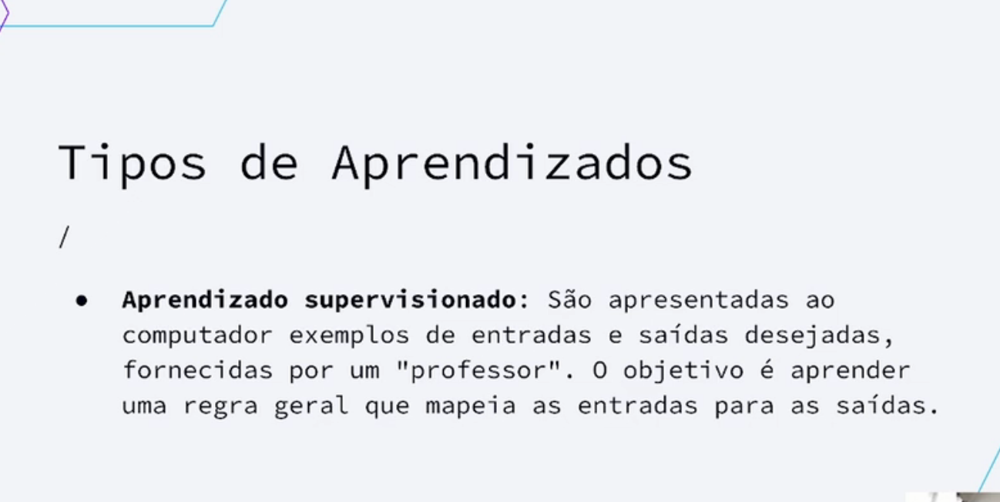 Tipos de Aprendizados
/
● Aprendizado supervisionado: São apresentadas ao
computador exemplos de entradas e saídas desejadas,
fornecidas por um "professor". O objetivo é aprender
uma regra geral que mapeia as entradas para as saídas.